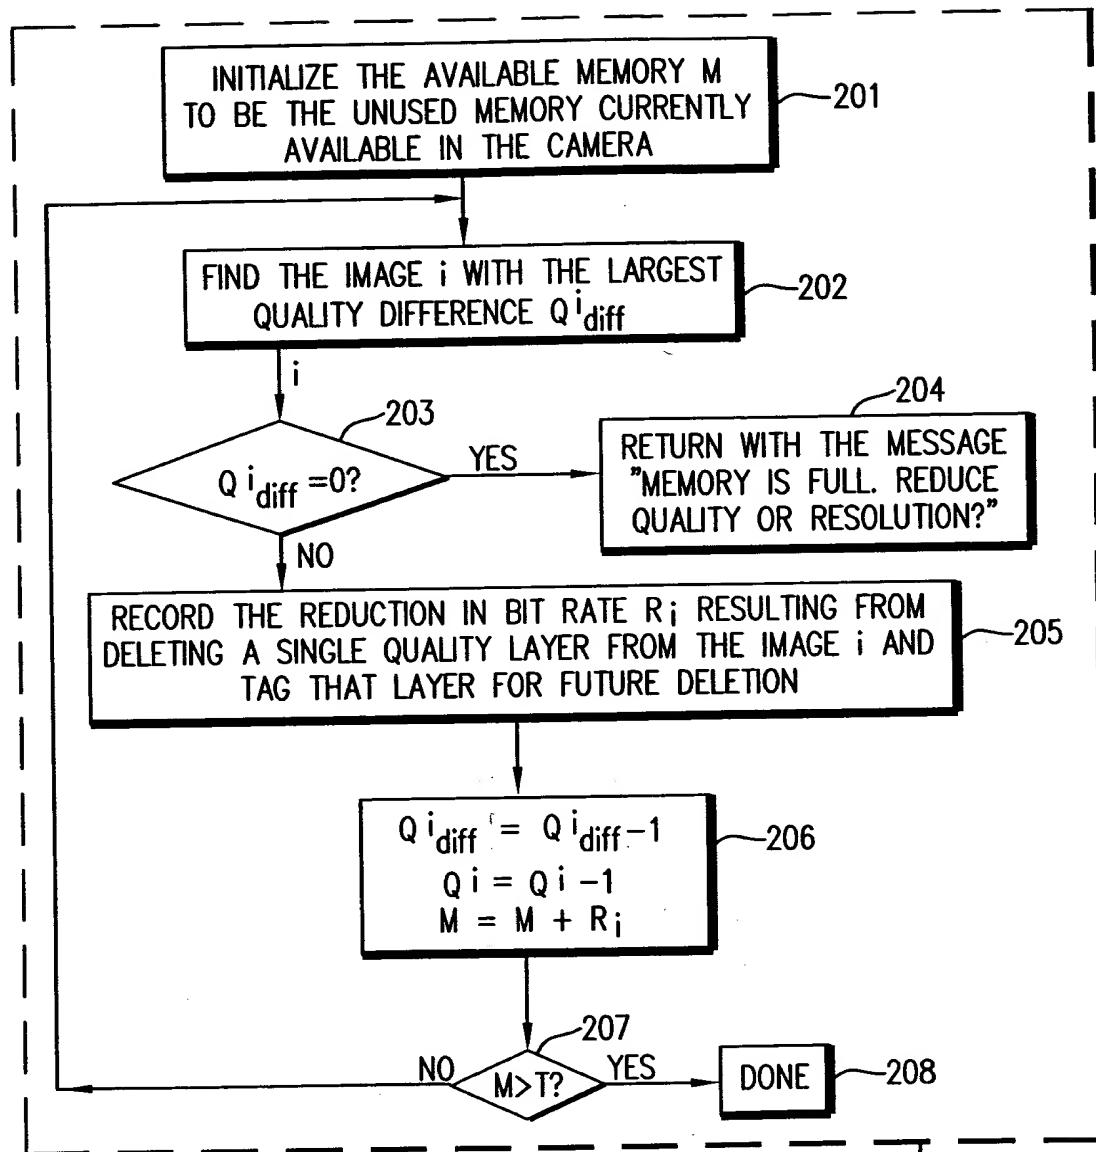 INITIALIZE THE AVAILABLE MEMORY M
TO BE THE UNUSED MEMORY CURRENTLY
AVAILABLE IN THE CAMERA
201
FIND THE IMAGE i WITH THE LARGEST
QUALITY DIFFERENCE Q i diff
202
i
203
Q i diff =0?
YES
204
RETURN WITH THE MESSAGE
"MEMORY IS FULL. REDUCE
QUALITY OR RESOLUTION?"
NO
RECORD THE REDUCTION IN BIT RATE Ri RESULTING FROM
DELETING A SINGLE QUALITY LAYER FROM THE IMAGE i AND
TAG THAT LAYER FOR FUTURE DELETION
205
Q i diff = Q i diff -1
Q i = Q i -1
M = M + Ri
206
207
NO
M>T?
YES
DONE
208